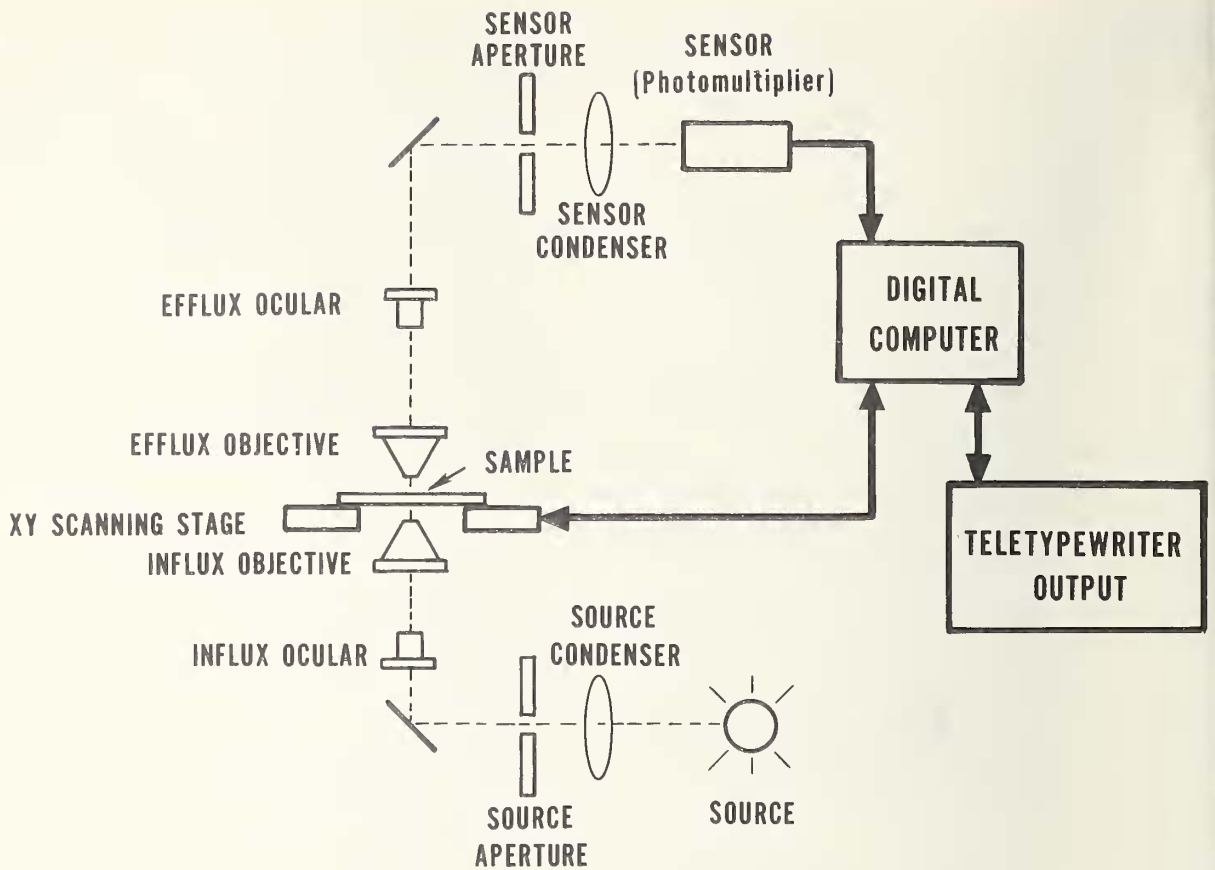 SENSOR
APERTURE
SENSOR
(Photomultiplier)
SENSOR
CONDENSER
EFFLUX OCULAR
DIGITAL
COMPUTER
EFFLUX OBJECTIVE
SAMPLE
XY SCANNING STAGE
INFLUX OBJECTIVE
TELETYPEWRITER
OUTPUT
SOURCE
CONDENSER
INFLUX OCULAR
SOURCE
APERTURE
SOURCE